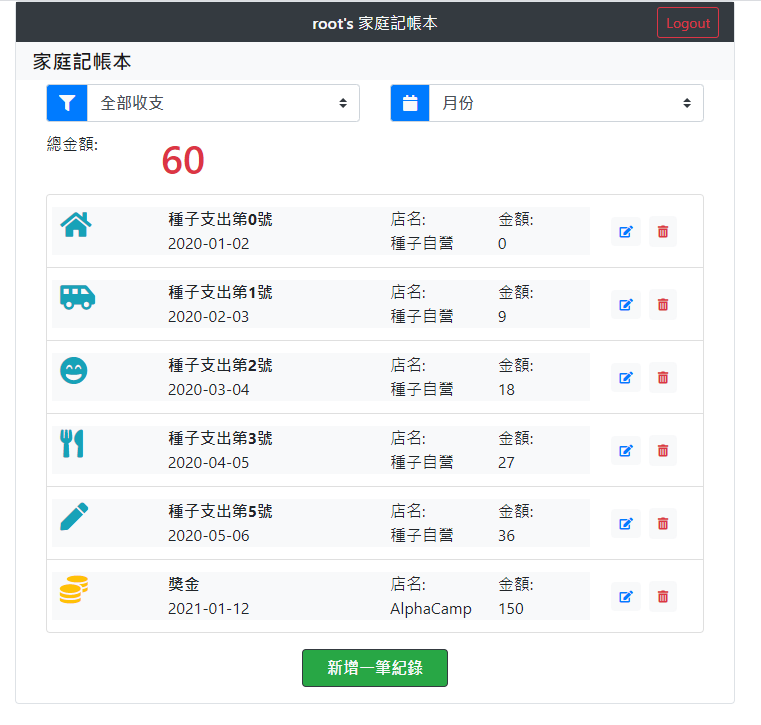 root's 家庭記帳本
Logout
家庭記帳本
全部收支
月份
總金額:
60
種子支出第0號
店名:
金額:
2020-01-02
種子自營
0
種子支出第1號
店名:
金額:
2020-02-03
種子自營
9
種子支出第2號
店名:
金額:
2020-03-04
種子自營
18
種子支出第3號
店名:
金額:
2020-04-05
種子自營
27
種子支出第5號
店名:
金額:
2020-05-06
種子自營
36
獎金
店名:
金額:
2021-01-12
AlphaCamp
150
新增一筆紀錄